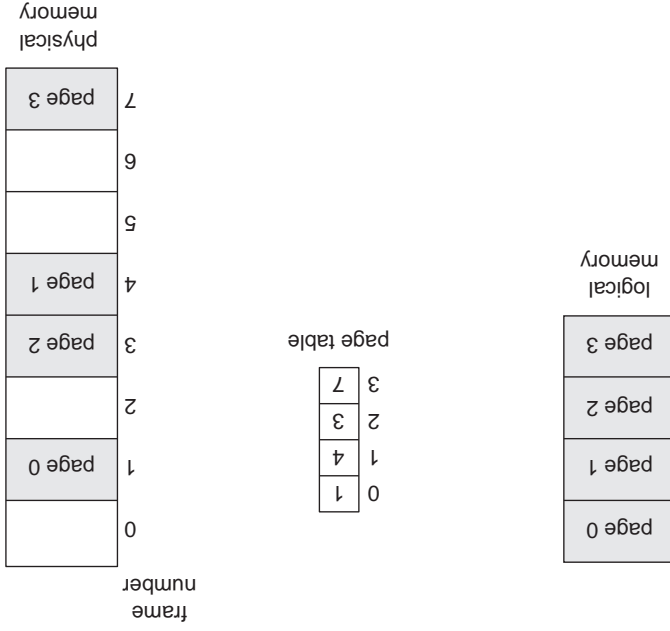 frame
number
0
1
2
3
4
5
6
7
page 0
page 2
page 1
page 3
physical
memory
0 1
1 4
2 3
3 7
page table
page 0
page 1
page 2
page 3
logical
memory